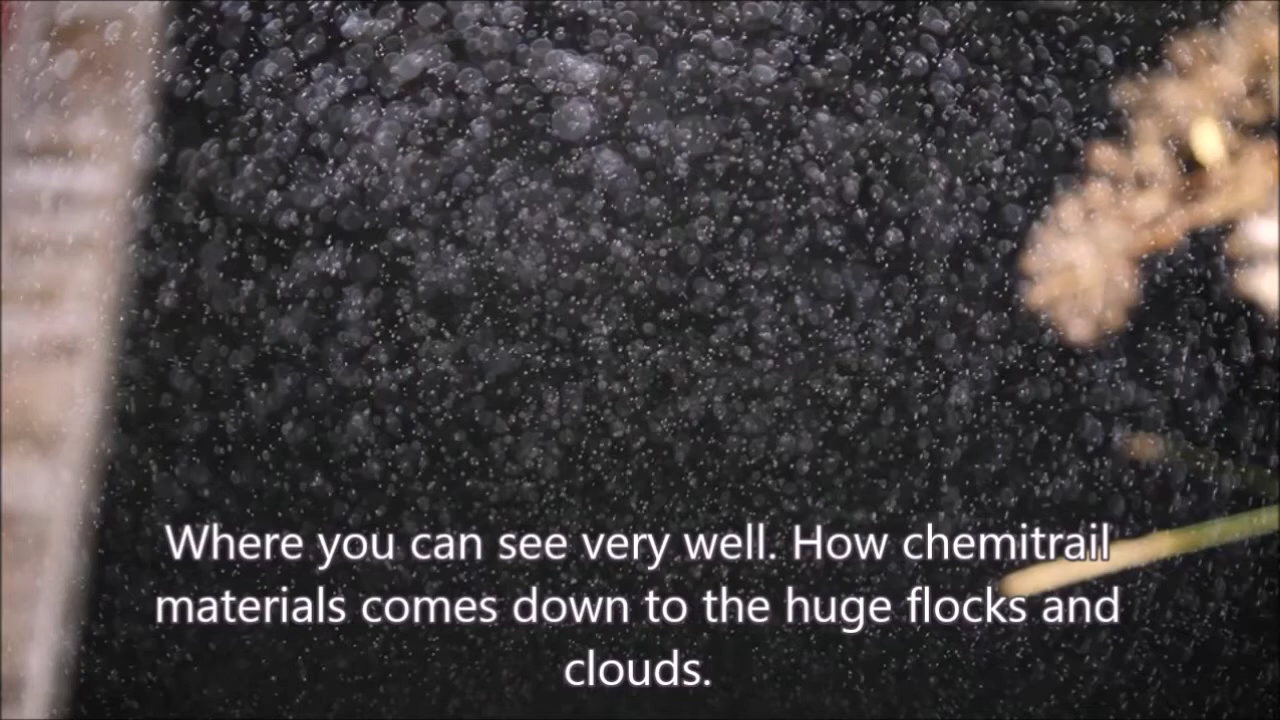 Where you can see very well. How chemitrail
materials comes down to the huge flocks and
clouds.